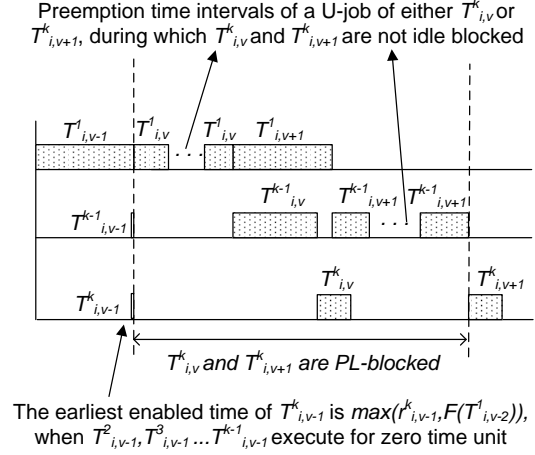 Preemption time intervals of a U-job of either T^k_{i,v} or
T^k_{i,v+1}, during which T^k_{i,v} and T^k_{i,v+1} are not idle blocked
T^1_{i,v-1} T^1_{i,v} T^1_{i,v} T^1_{i,v+1}
. . .
T^{k-1}_{i,v-1} T^{k-1}_{i,v} T^{k-1}_{i,v+1} T^{k-1}_{i,v+1}
. . .
T^k_{i,v-1} T^k_{i,v} T^k_{i,v+1}
T^k_{i,v} and T^k_{i,v+1} are PL-blocked
The earliest enabled time of T^k_{i,v-1} is max(r^k_{i,v-1},F(T^1_{i,v-2})),
when T^2_{i,v-1},T^3_{i,v-1} ...T^{k-1}_{i,v-1} execute for zero time unit